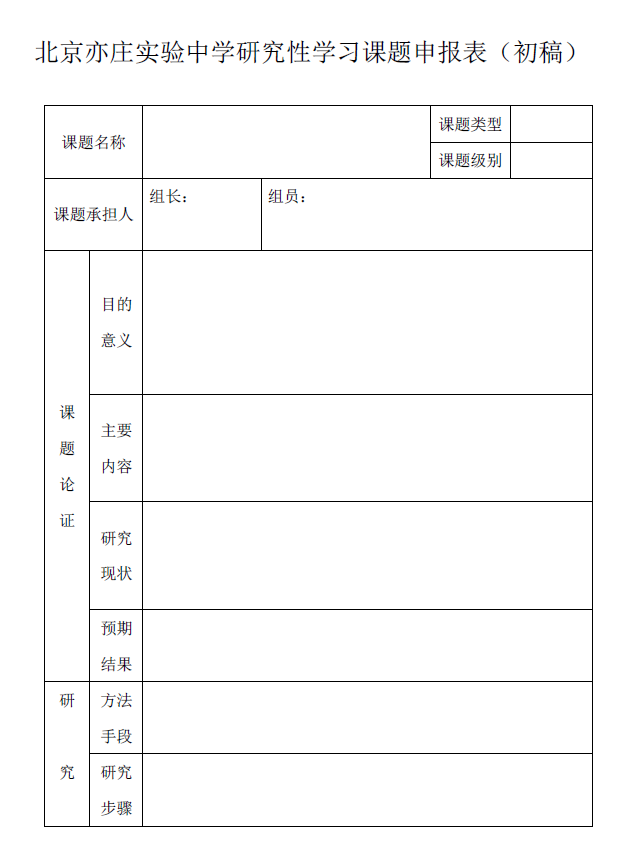 北京亦庄实验中学研究性学习课题申报表（初稿）
课题名称
课题类型
课题级别
课题承担人
组长：
组员：
课
题
论
证
目的
意义
主要
内容
研究
现状
预期
结果
研
究
方法
手段
研究
步骤